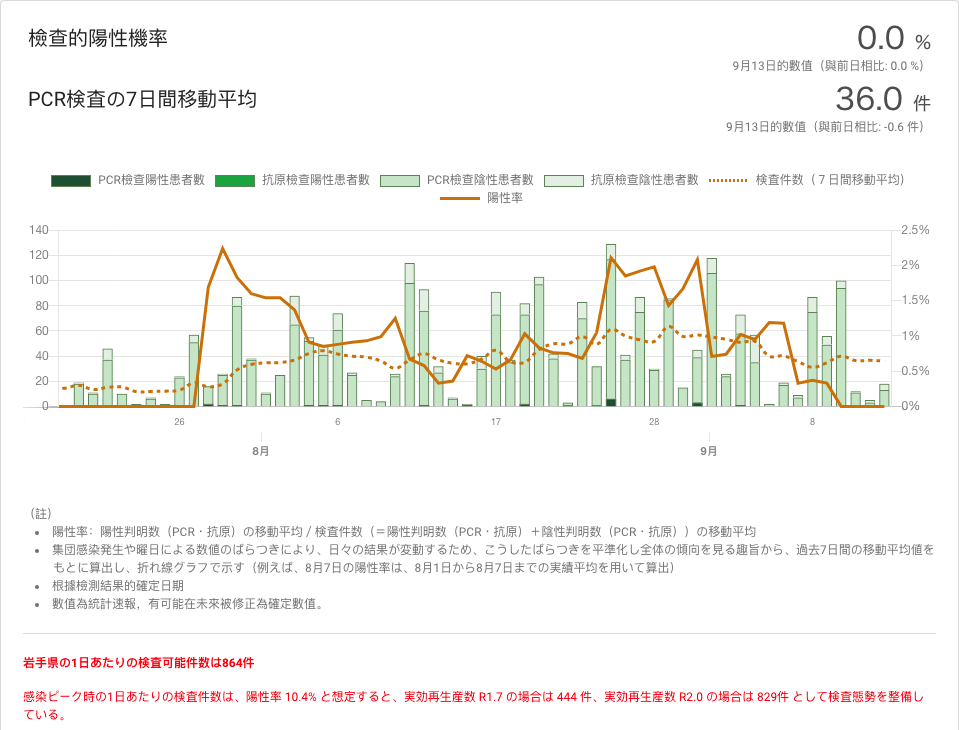 檢查的陽性機率
0.0 %
9月13日的數值（與前日相比: 0.0 %）
PCR検査の7日間移動平均
36.0 件
9月13日的數值（與前日相比: -0.6 件）
PCR檢查陽性患者數 抗原檢查陽性患者數 PCR檢查陰性患者數 抗原檢查陰性患者數 検査件数（７日間移動平均）
陽性率
140 2.5%
120 2%
100
80 1.5%
60 1%
40 0.5%
20
0 0%
26 6 17 28 8
8月 9月
（註）
陽性率：陽性判明数（PCR・抗原）の移動平均 / 検査件数（＝陽性判明数（PCR・抗原）＋陰性判明数（PCR・抗原））の移動平均
集団感染発生や曜日による数値のばらつきにより、日々の結果が変動するため、こうしたばらつきを平準化し全体の傾向を見る趣旨から、過去7日間の移動平均値を
もとに算出し、折れ線グラフで示す（例えば、8月7日の陽性率は、8月1日から8月7日までの実績平均を用いて算出）
根據檢測結果的確定日期
數值為統計速報，有可能在未來被修正為確定數值。
岩手県の1日あたりの検査可能件数は864件
感染ピーク時の1日あたりの検査件数は、陽性率 10.4% と想定すると、実効再生産数 R1.7 の場合は 444 件、実効再生産数 R2.0 の場合は 829件 として検査態勢を整備し
ている。